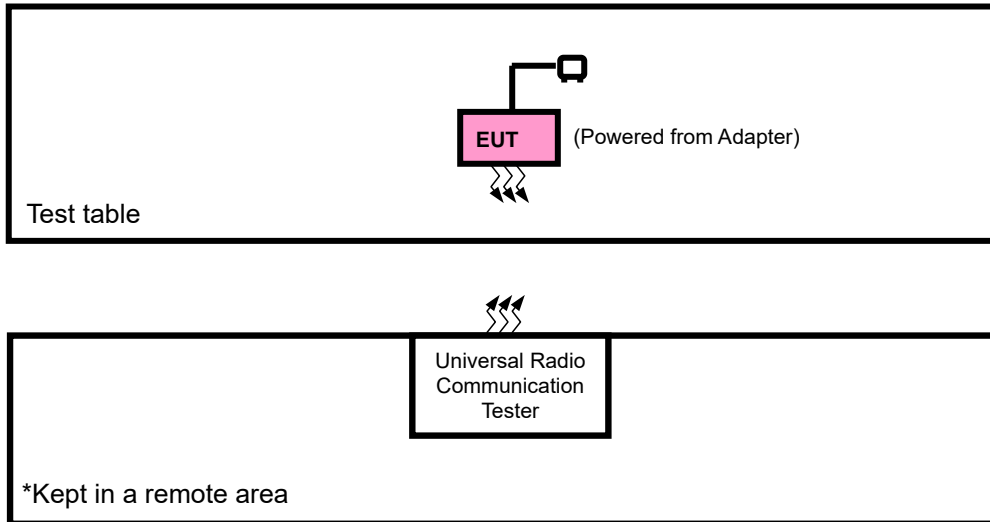 EUT
(Powered from Adapter)
Test table
Universal Radio
Communication
Tester
*Kept in a remote area